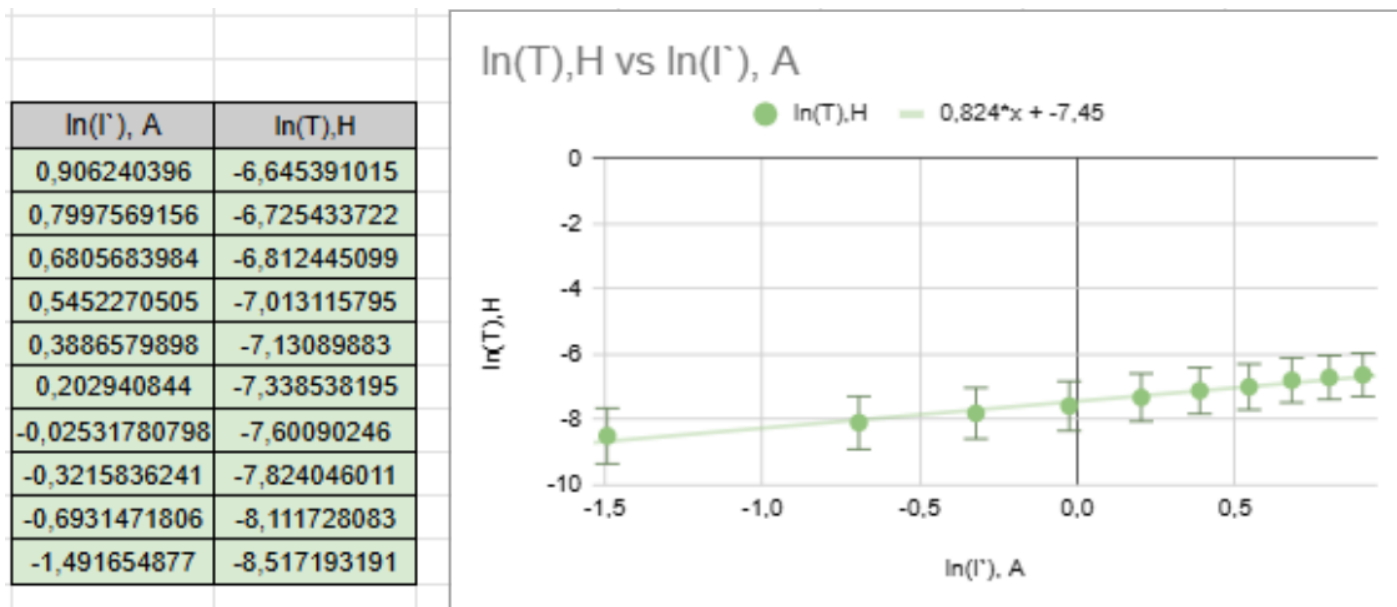 ln(I`), A ln(T),H
0,906240396 -6,645391015
0,7997569156 -6,725433722
0,6805683984 -6,812445099
0,5452270505 -7,013115795
0,3886579898 -7,13089883
0,202940844 -7,338538195
-0,02531780798 -7,60090246
-0,3215836241 -7,824046011
-0,6931471806 -8,111728083
-1,491654877 -8,517193191
ln(T),H vs ln(I`), A
ln(T),H 0,824*x + -7,45
ln(T),H
0
-2
-4
-6
-8
-10
-1,5 -1,0 -0,5 0,0 0,5
ln(I`), A